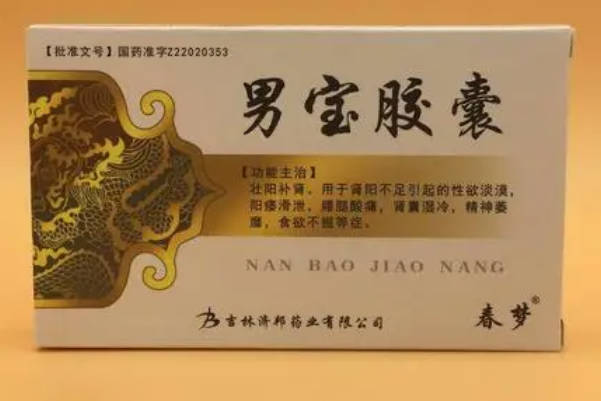 【批准文号】国药准字Z22020353
男宝胶囊
【功能主治】
壮阳补肾。用于肾阳不足引起的性欲淡漠，
阳痿滑泄，腰腿酸痛，肾囊湿冷，精神萎
靡，食欲不振等症。
NAN BAO JIAO NANG
吉林济邦药业有限公司
春梦®